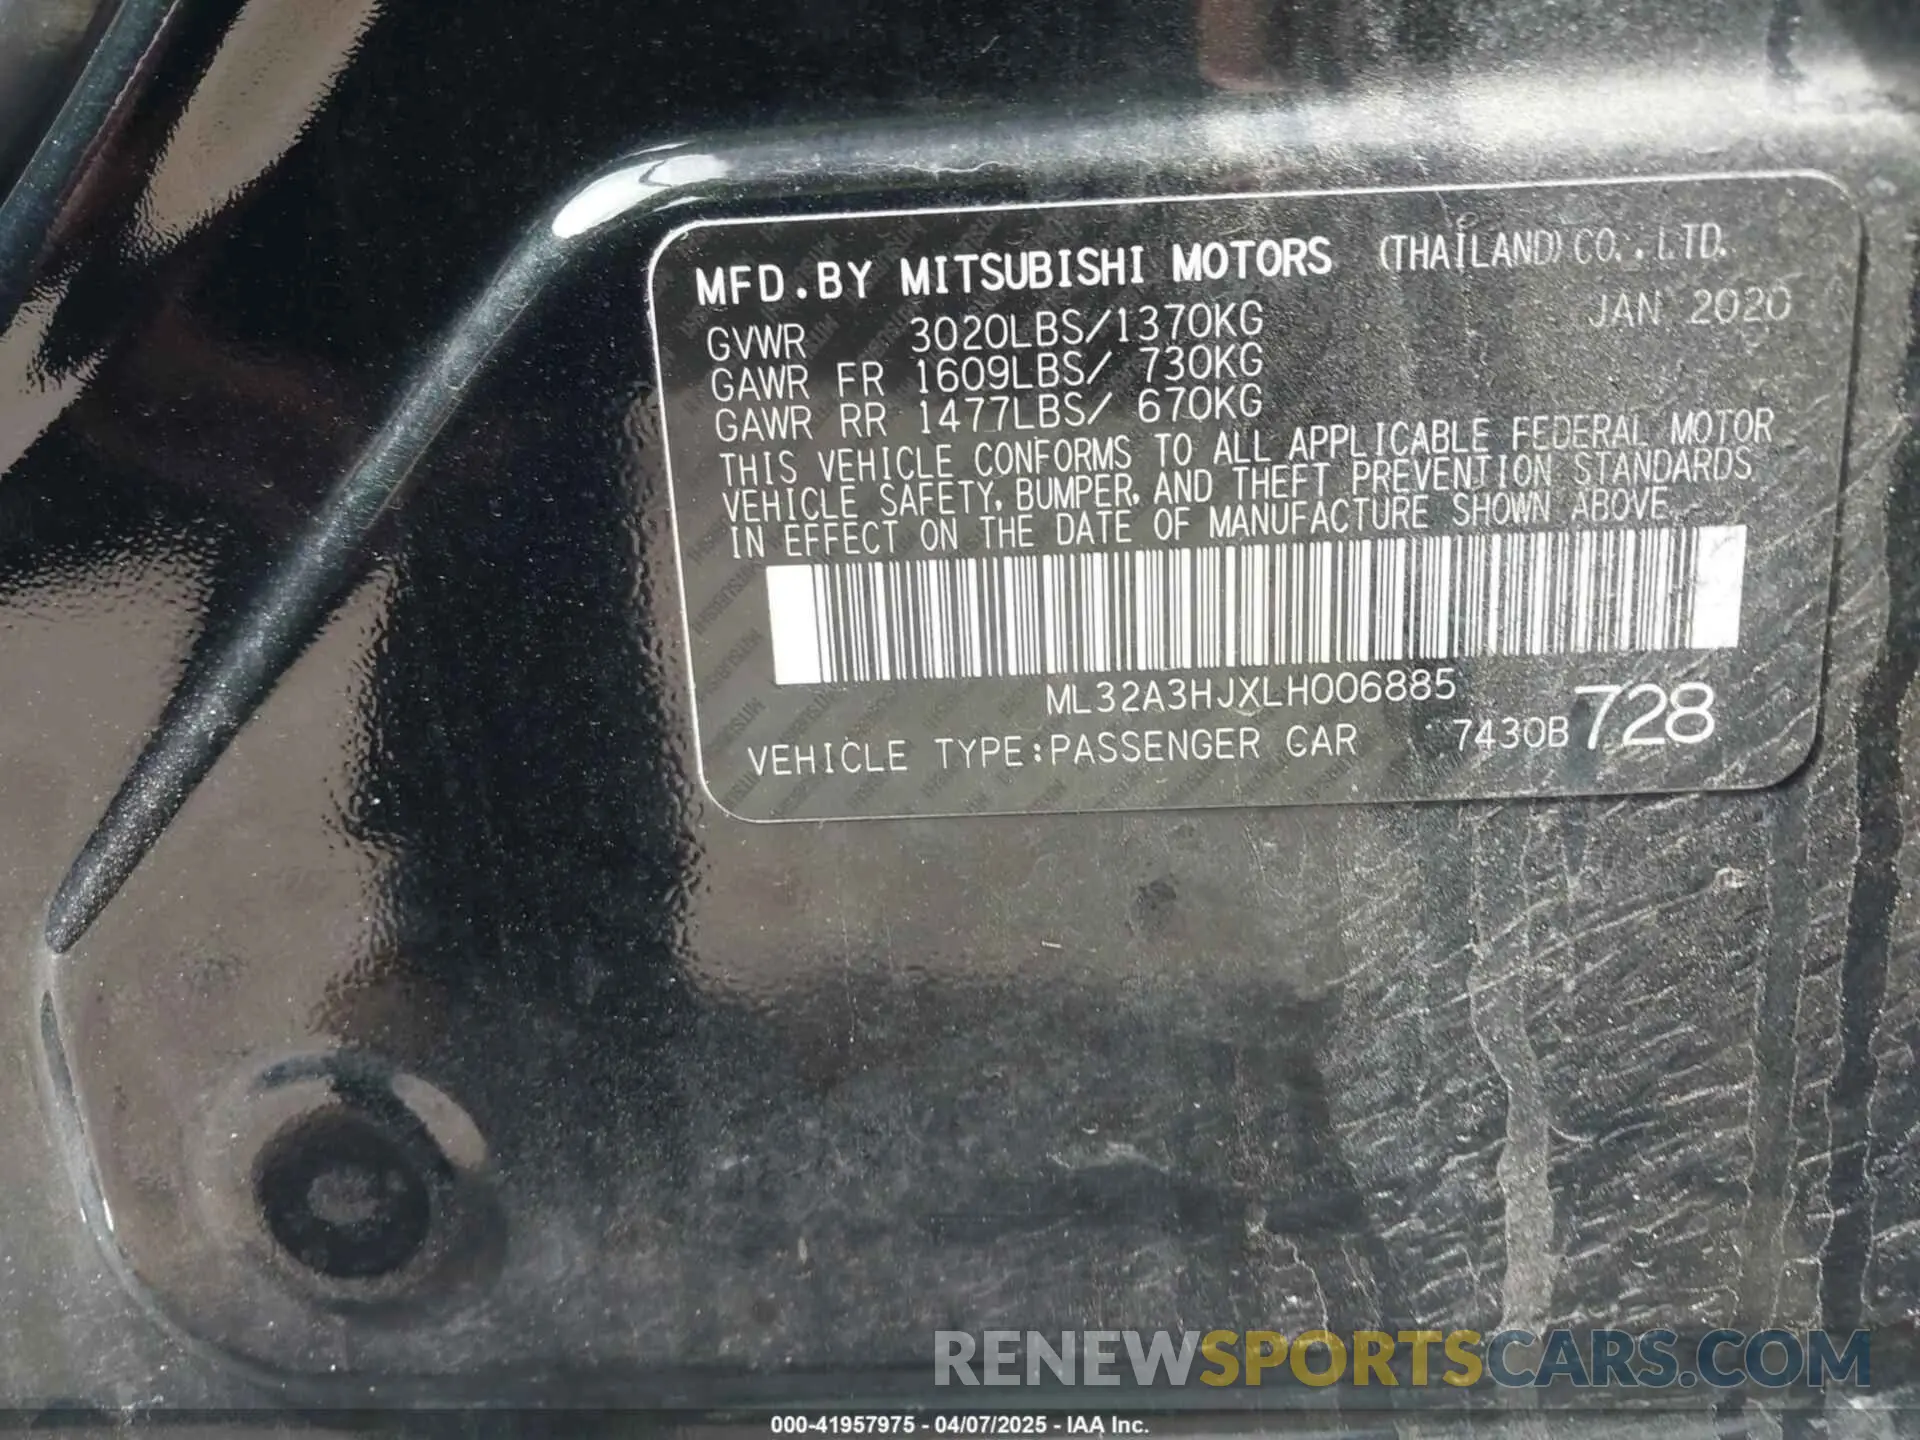 MFD.BY MITSUBISHI MOTORS (THAILAND) CO.,LTD.
JAN 2020
GVWR 3020LBS/1370KG
GAWR FR 1609LBS/ 730KG
GAWR RR 1477LBS/ 670KG
THIS VEHICLE CONFORMS TO ALL APPLICABLE FEDERAL MOTOR
VEHICLE SAFETY, BUMPER, AND THEFT PREVENTION STANDARDS
IN EFFECT ON THE DATE OF MANUFACTURE SHOWN ABOVE.
ML32A3HJXLH006885
VEHICLE TYPE:PASSENGER CAR 7430B 728
RENEWSPORTSCARS.COM
000-41957975 - 04/07/2025 - IAA Inc.